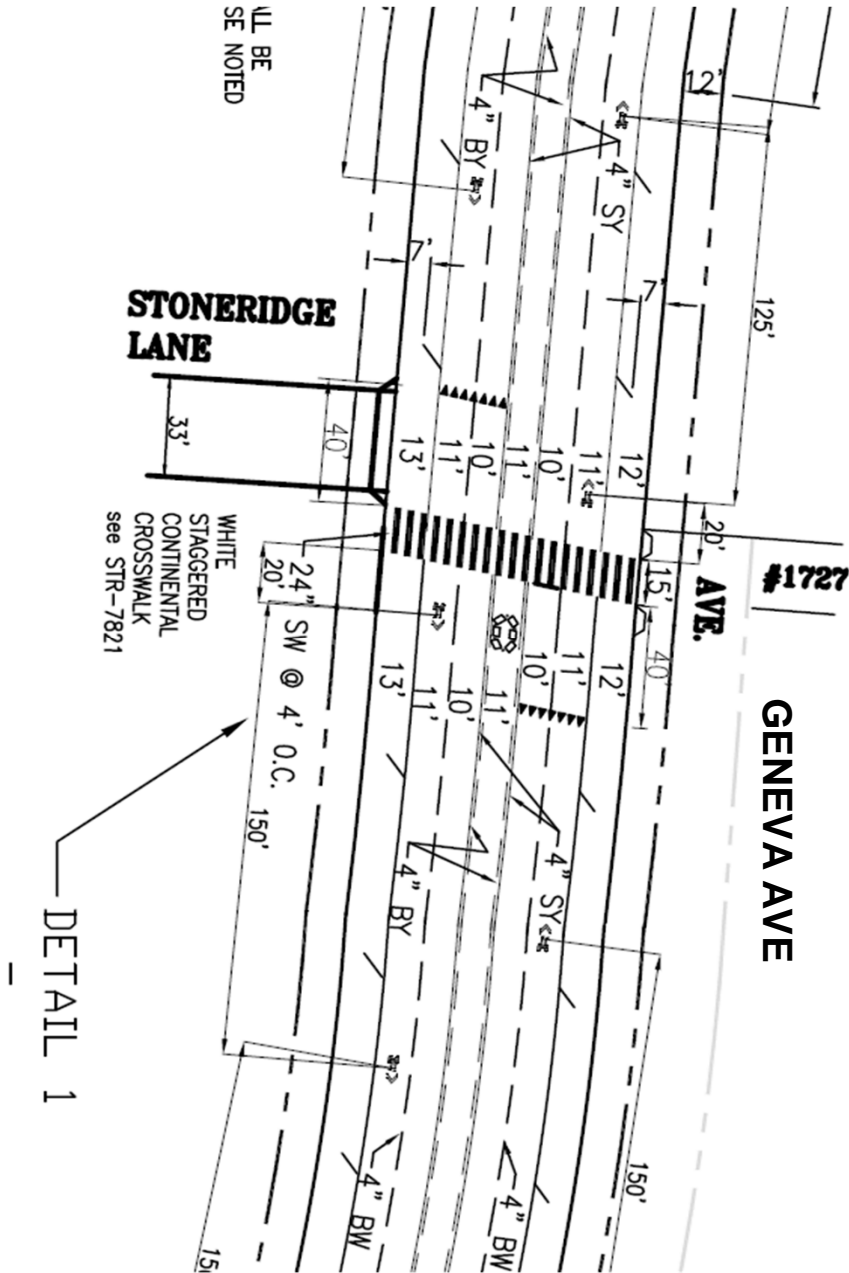 ALL BE
SE NOTED
12'
4" BY
4" SY
7'
7'
125'
STONERIDGE
LANE
33'
40'
13'
11'
10'
11'
10'
11'
12'
20'
15'
AVE.
#1727
40'
WHITE
STAGGERED
CONTINENTAL
CROSSWALK
see STR-7821
20'
24" SW @ 4' O.C.
13'
11'
10'
11'
10'
11'
12'
GENEVA AVE
150'
4" BY
4" SY
DETAIL 1
150'
4" BW
4" BW